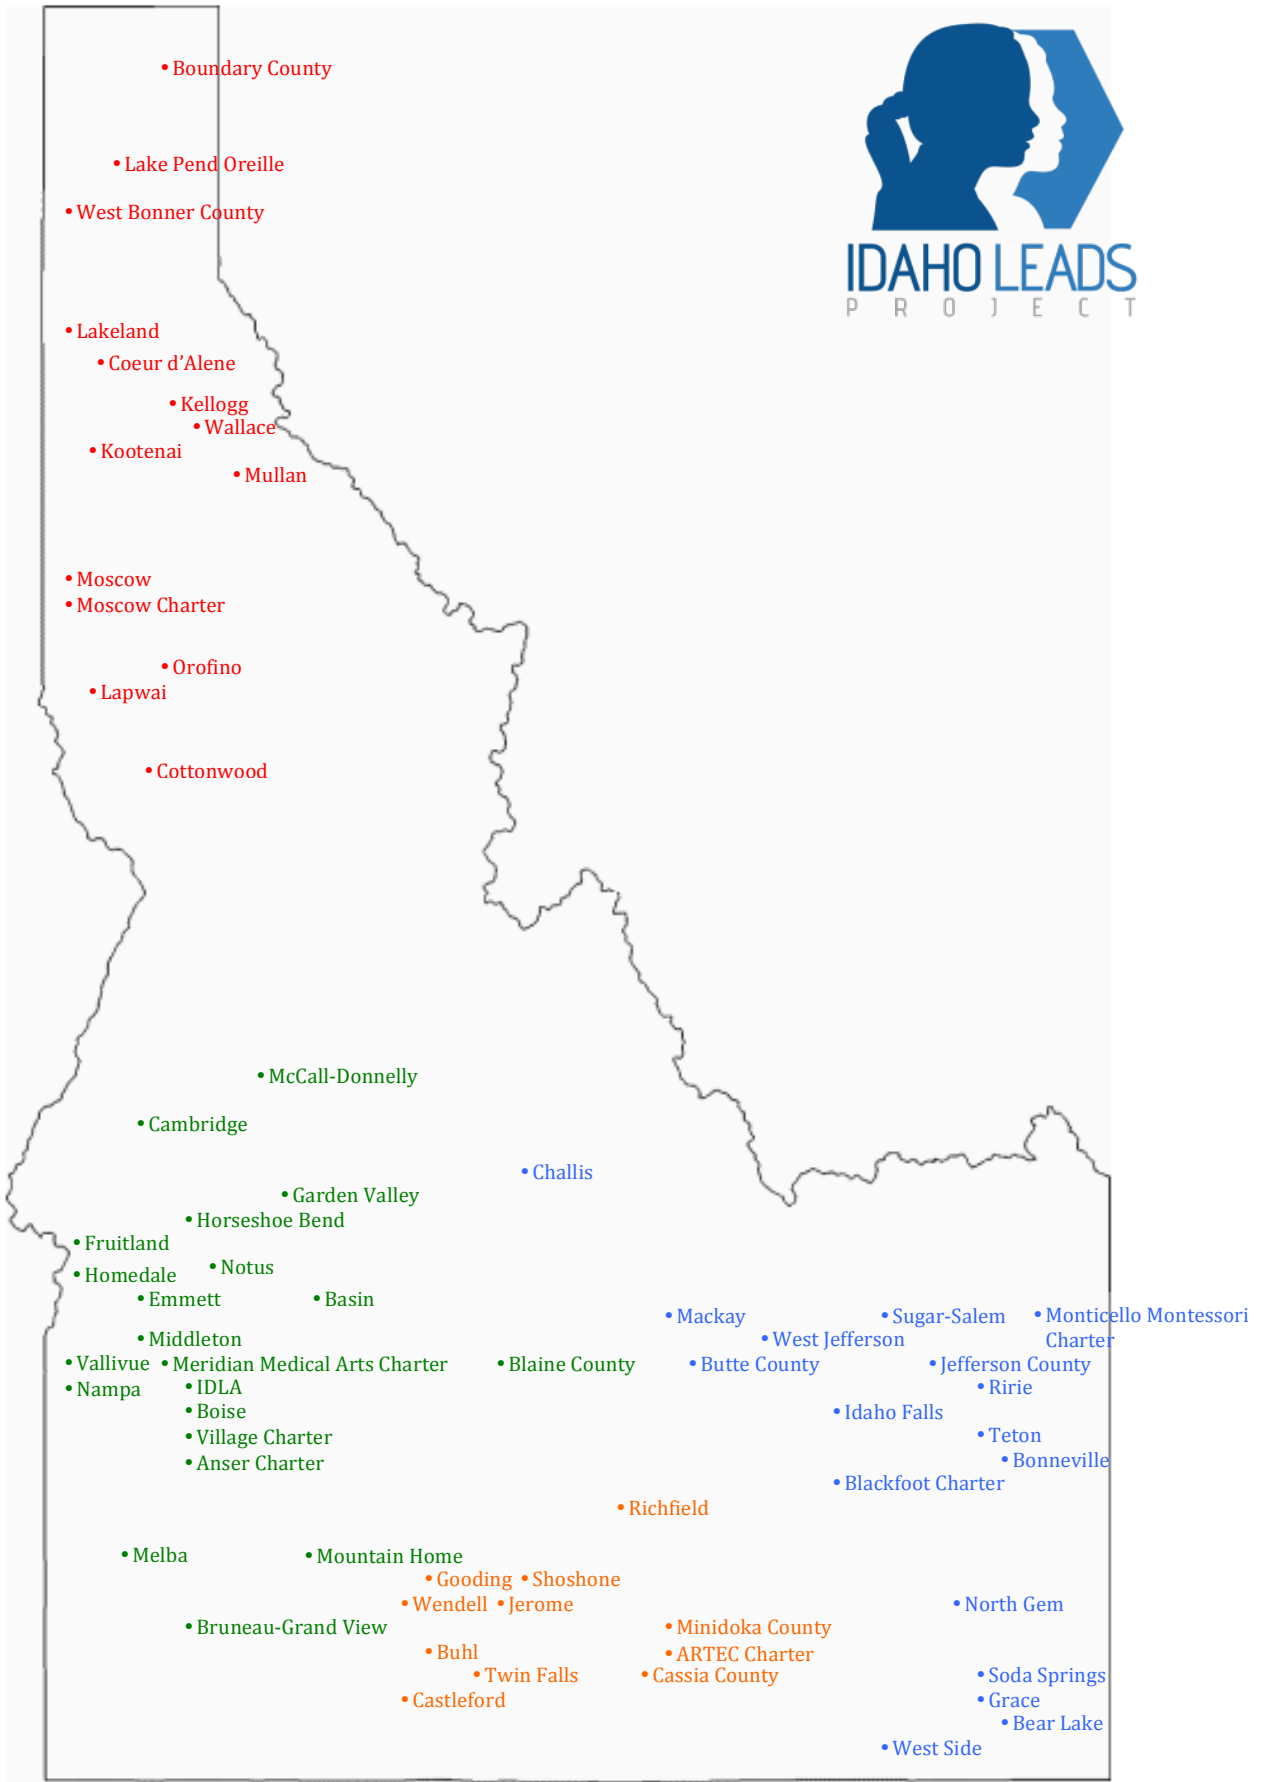 • Boundary County
• Lake Pend Oreille
• West Bonner County
IDAHO LEADS
PROJECT
• Lakeland
• Coeur d’Alene
• Kellogg
• Wallace
• Kootenai
• Mullan
• Moscow
• Moscow Charter
• Orofino
• Lapwai
• Cottonwood
• McCall-Donnelly
• Cambridge
• Challis
• Garden Valley
• Horseshoe Bend
• Fruitland
• Notus
• Homedale
• Emmett
• Basin
• Mackay
• Sugar-Salem
• Monticello Montessori
Charter
• Middleton
• West Jefferson
• Vallivue
• Meridian Medical Arts Charter
• Blaine County
• Butte County
• Jefferson County
• Nampa
• IDLA
• Ririe
• Boise
• Idaho Falls
• Village Charter
• Teton
• Anser Charter
• Bonneville
• Blackfoot Charter
• Richfield
• Melba
• Mountain Home
• Gooding
• Shoshone
• Wendell
• Jerome
• North Gem
• Bruneau-Grand View
• Minidoka County
• Buhl
• ARTEC Charter
• Twin Falls
• Cassia County
• Soda Springs
• Castleford
• Grace
• Bear Lake
• West Side